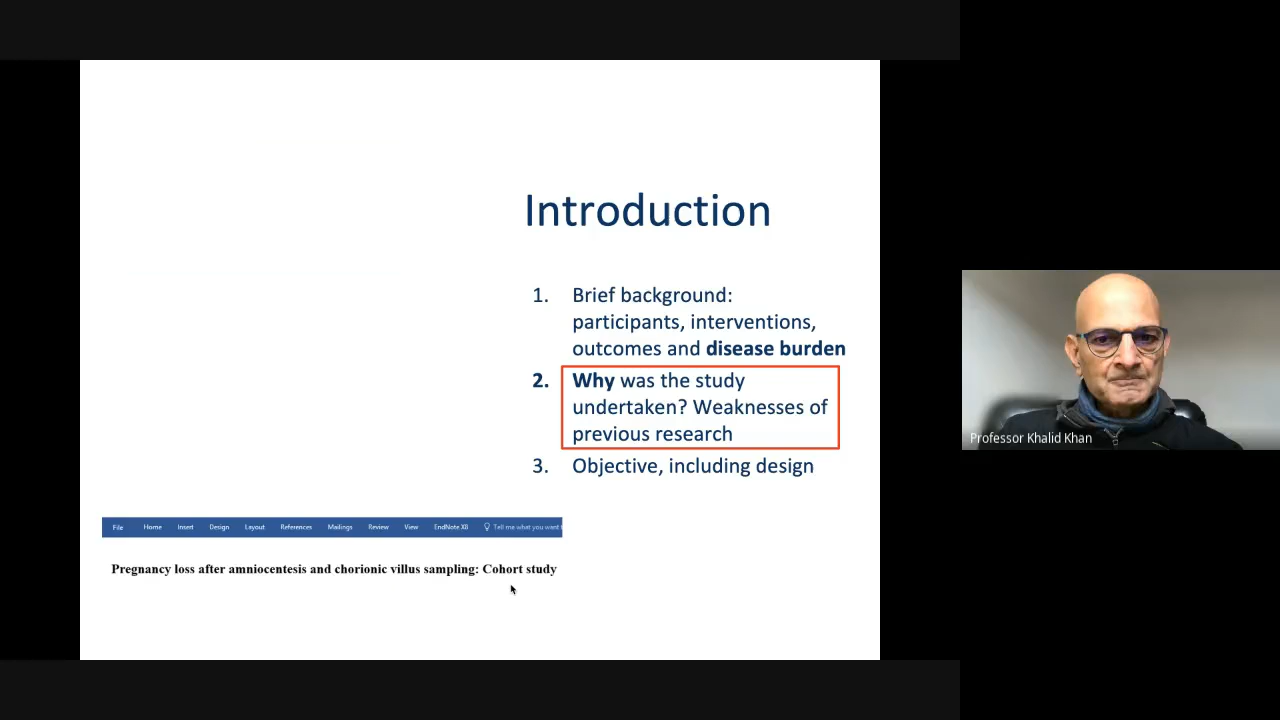 Introduction
1. Brief background:
participants, interventions,
outcomes and disease burden
2. Why was the study
undertaken? Weaknesses of
previous research
3. Objective, including design
Professor Khalid Khan
File Home Insert Design Layout References Mailings Review View EndNote X8 Tell me what you want
Pregnancy loss after amniocentesis and chorionic villus sampling: Cohort study